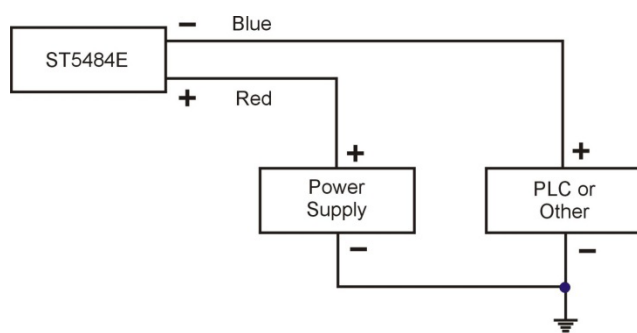 − Blue
ST5484E
+ Red
+
+
Power
Supply
PLC or
Other
−
−